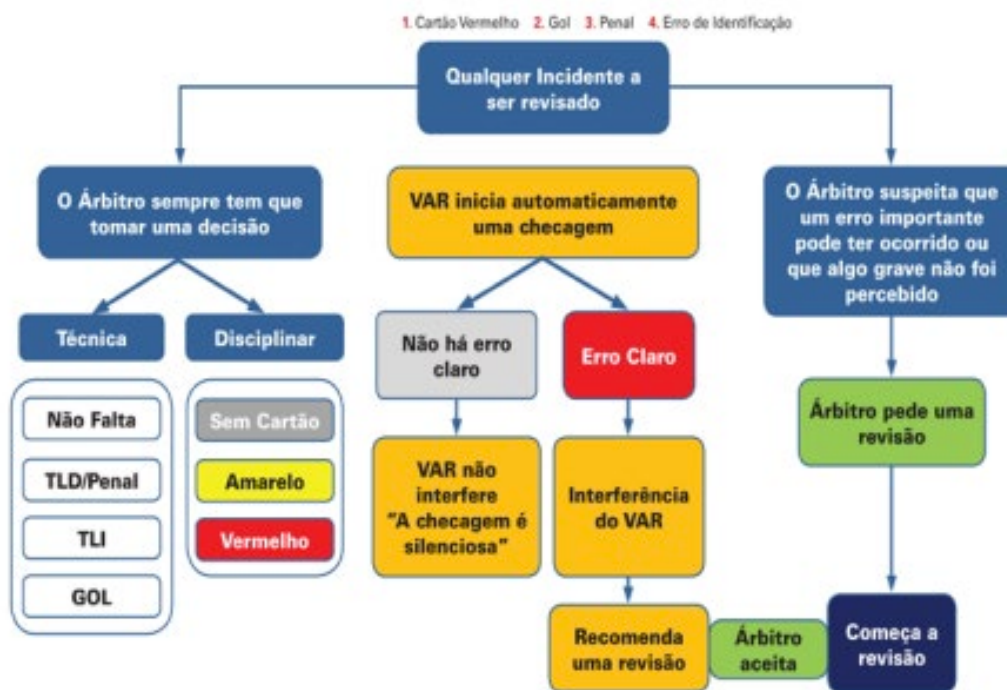 1. Cartão Vermelho 2. Gol 3. Penal 4. Erro de Identificação
Qualquer Incidente a
ser revisado
O Árbitro sempre tem que
tomar uma decisão
Técnica
Disciplinar
Não Falta
TLD/Penal
TLI
GOL
Sem Cartão
Amarelo
Vermelho
VAR inicia automaticamente
uma checagem
Não há erro
claro
Erro Claro
VAR não
interfere
“A checagem é
silenciosa”
Interferência
do VAR
Recomenda
uma revisão
Árbitro
aceita
O Árbitro suspeita que
um erro importante
pode ter ocorrido ou
que algo grave não foi
percebido
Árbitro pede uma
revisão
Começa a
revisão